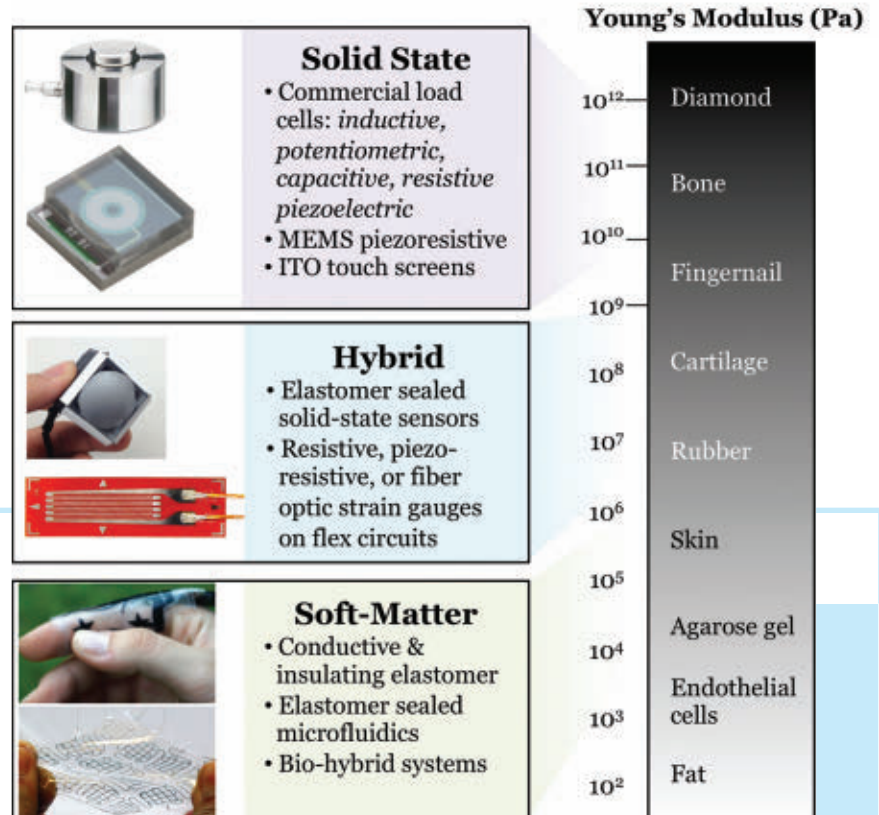 Young's Modulus (Pa)
Solid State
• Commercial load
cells: inductive,
potentiometric,
capacitive, resistive
piezoelectric
• MEMS piezoresistive
• ITO touch screens
Hybrid
• Elastomer sealed
solid-state sensors
• Resistive, piezo-
resistive, or fiber
optic strain gauges
on flex circuits
Soft-Matter
• Conductive &
insulating elastomer
• Elastomer sealed
microfluidics
• Bio-hybrid systems
10¹²
10¹¹
10¹⁰
10⁹
10⁸
10⁷
10⁶
10⁵
10⁴
10³
10²
Diamond
Bone
Fingernail
Cartilage
Rubber
Skin
Agarose gel
Endothelial
cells
Fat